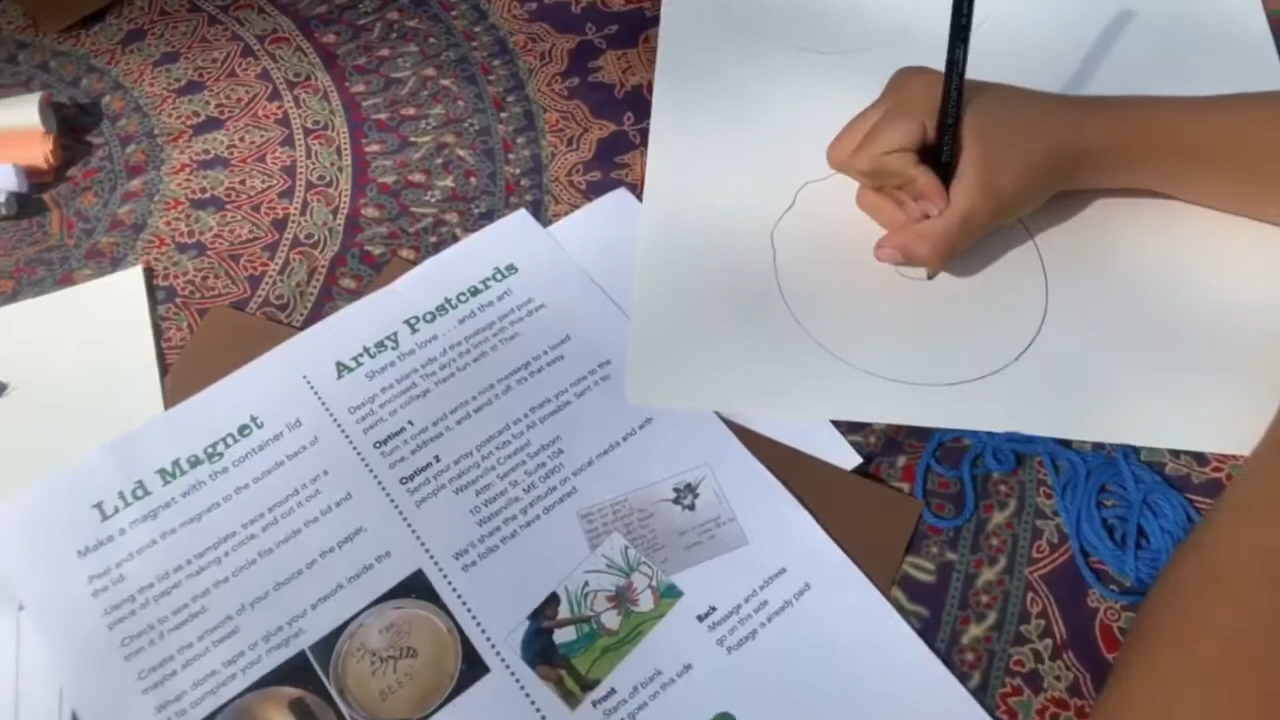 Lid Magnet
Make a magnet with the container lid
·Peel and stick the magnets to the outside back of
the lid.
·Using the lid as a template, trace around it on a
piece of paper making a circle, and cut it out.
·Check to see that the circle fits inside the lid and
trim it if needed.
·Create the artwork of your choice on the paper,
maybe about bees!
·When done, tape or glue your artwork inside the
to complete your magnet.
BEES
Artsy Postcards
Share the love . . . and the art!
Design the blank side of the postage paid post
card, enclosed. The sky's the limit with this–draw,
paint, or collage. Have fun with it! Then:
Option 1
Turn it over and write a nice message to a loved
one, address it, and send it off. It's that easy.
Option 2
Send your artsy postcard as a thank you note to the
people making Art Kits for All possible. Sent it to:
Waterville Creates!
Attn: Serena Sanborn
10 Water St., Suite 104
Waterville, ME 04901
We'll share the gratitude on social media and with
the folks that have donated.
Back
·Message and address
go on this side
·Postage is already paid
Front
·Starts off blank
goes on this side